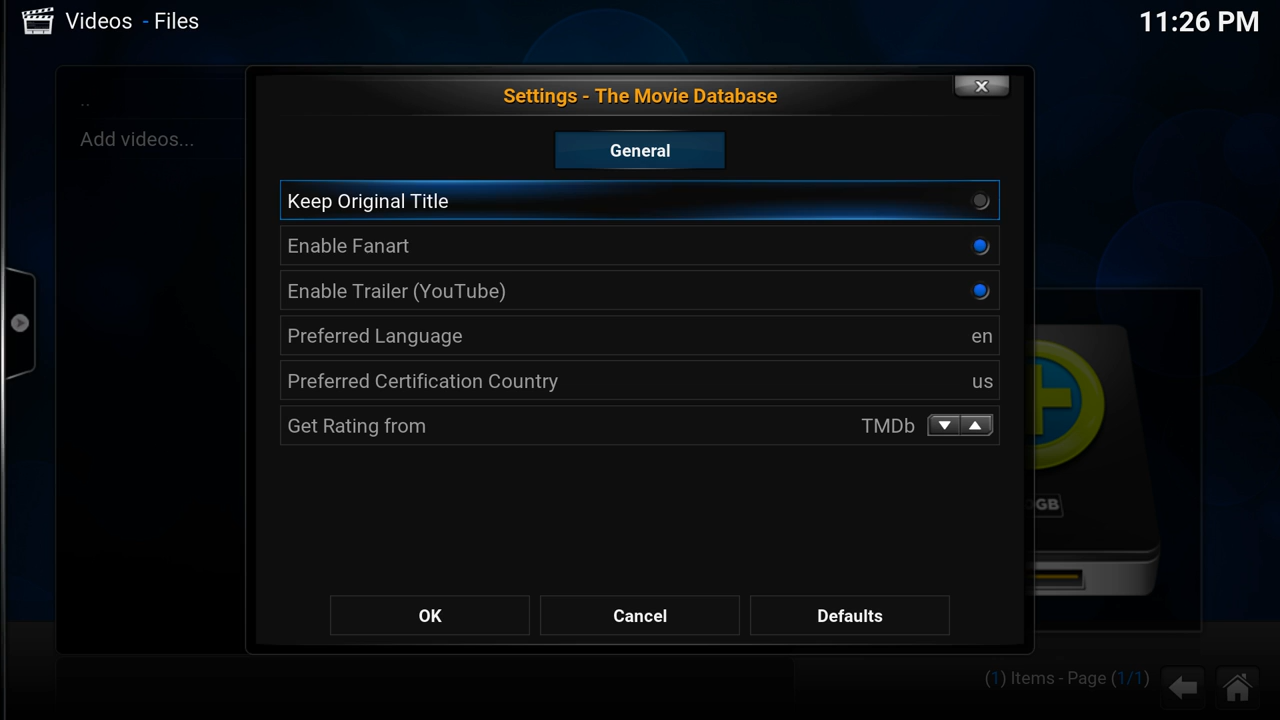 Videos - Files
11:26 PM
..
Add videos...
Settings - The Movie Database
General
Keep Original Title
Enable Fanart
Enable Trailer (YouTube)
Preferred Language en
Preferred Certification Country us
Get Rating from TMDb
GB
OK Cancel Defaults
(1) Items - Page (1/1)